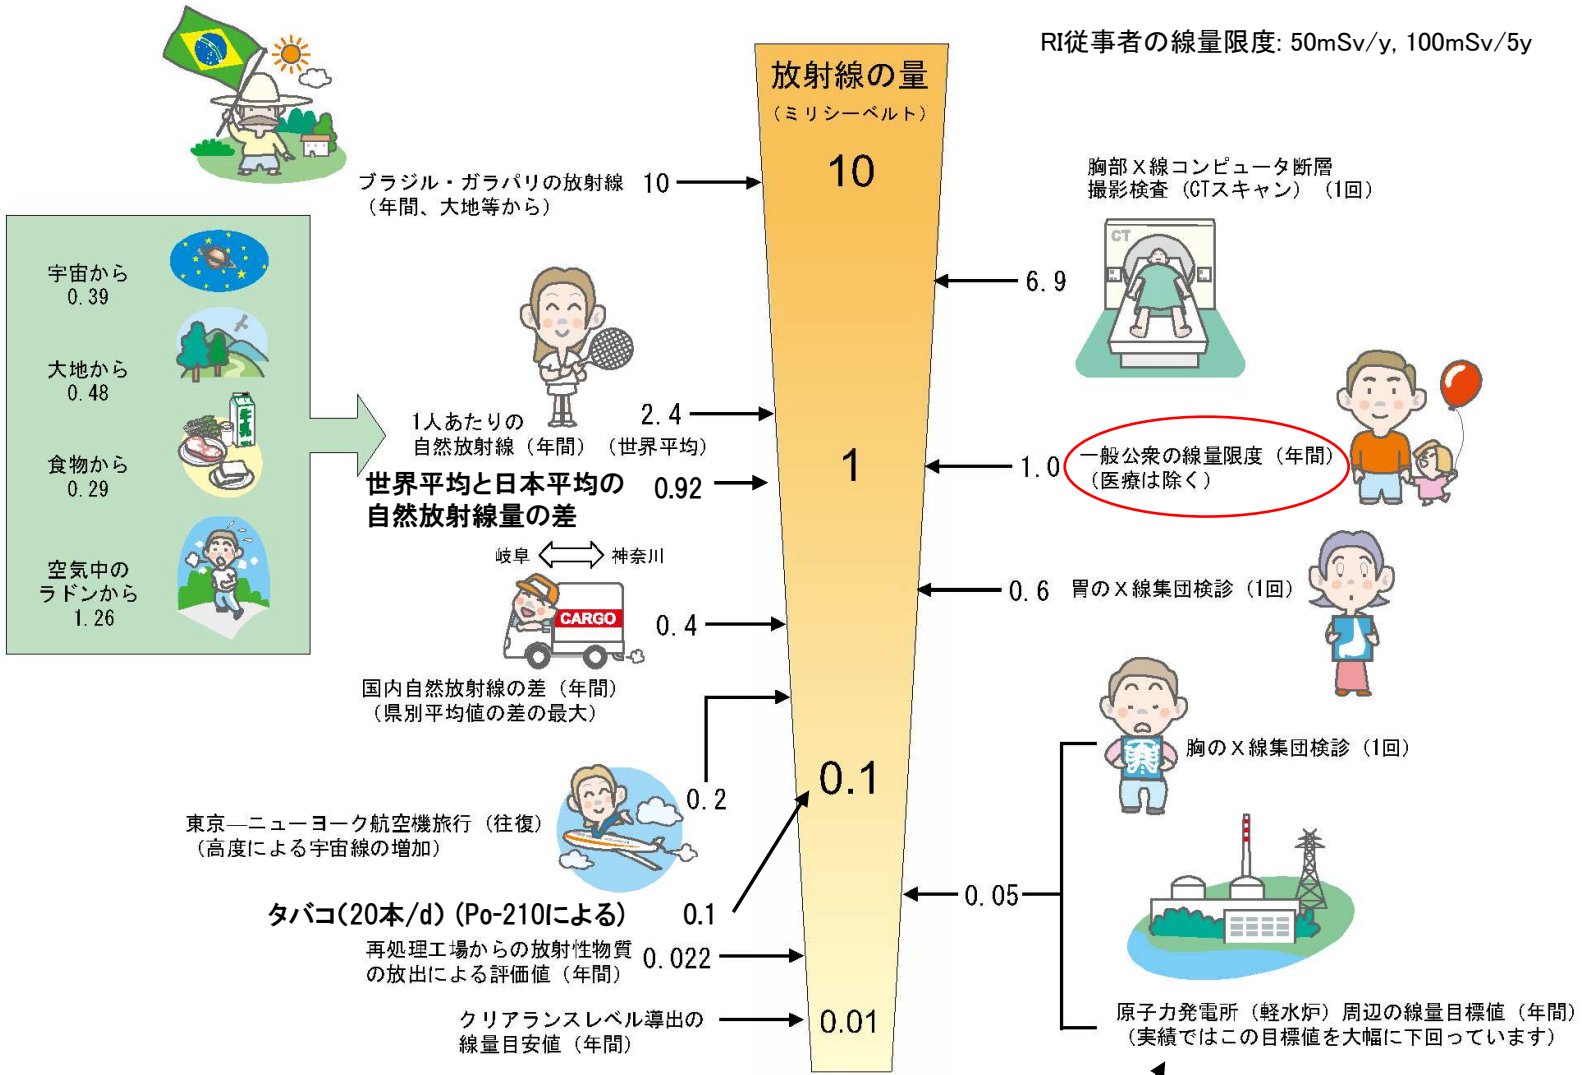 RI従事者の線量限度: 50mSv/y, 100mSv/5y
放射線の量
(ミリシーベルト)
10
ブラジル・ガラパリの放射線 10
(年間、大地等から)
胸部X線コンピュータ断層
撮影検査 (CTスキャン) (1回)
CT
6.9
宇宙から
0.39
大地から
0.48
食物から
0.29
空気中の
ラドンから
1.26
牛乳
1人あたりの
自然放射線 (年間)
2.4
(世界平均)
世界平均と日本平均の
自然放射線量の差
0.92
1
1.0
一般公衆の線量限度 (年間)
(医療は除く)
岐阜 神奈川
CARGO
0.4
国内自然放射線の差 (年間)
(県別平均値の差の最大)
0.6 胃のX線集団検診 (1回)
胸のX線集団検診 (1回)
0.1
0.2
東京―ニューヨーク航空機旅行 (往復)
(高度による宇宙線の増加)
0.05
タバコ(20本/d) (Po-210による) 0.1
再処理工場からの放射性物質
の放出による評価値 (年間)
0.022
クリアランスレベル導出の
線量目安値 (年間)
0.01
原子力発電所 (軽水炉) 周辺の線量目標値 (年間)
(実績ではこの目標値を大幅に下回っています)